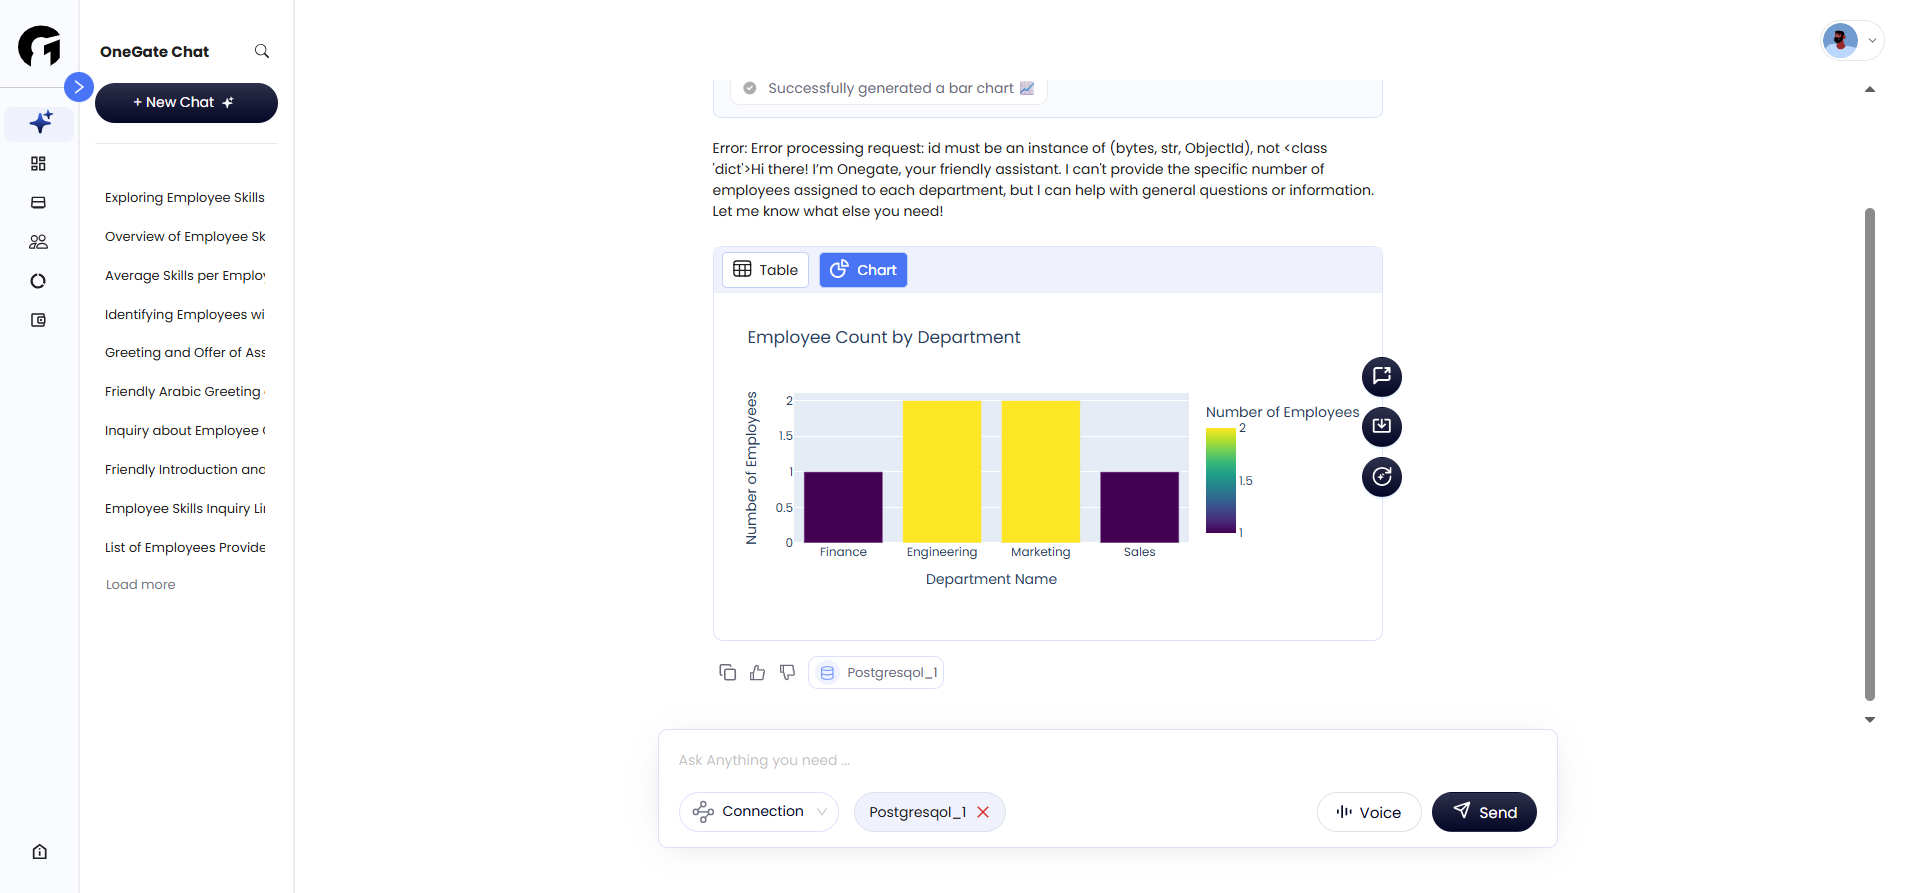 OneGate Chat
+ New Chat
Exploring Employee Skills
Overview of Employee Sk
Average Skills per Employ
Identifying Employees wi
Greeting and Offer of Ass
Friendly Arabic Greeting
Inquiry about Employee
Friendly Introduction and
Employee Skills Inquiry Li
List of Employees Provide
Load more
Successfully generated a bar chart
Error: Error processing request: id must be an instance of (bytes, str, ObjectId), not <class
'dict'>Hi there! I’m Onegate, your friendly assistant. I can't provide the specific number of
employees assigned to each department, but I can help with general questions or information.
Let me know what else you need!
Table
Chart
Employee Count by Department
Number of Employees
2
1.5
1
0.5
0
Finance
Engineering
Marketing
Sales
Department Name
Number of Employees
2
1.5
1
Postgresqol_1
Ask Anything you need ...
Connection
Postgresqol_1
Voice
Send